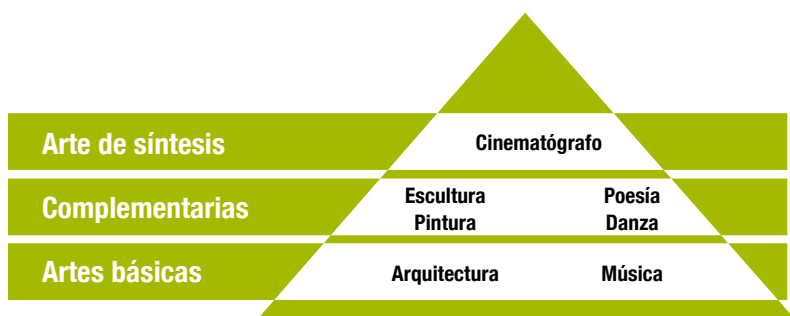 Arte de síntesis
Cinematógrafo
Complementarias
Escultura
Pintura
Poesía
Danza
Artes básicas
Arquitectura
Música